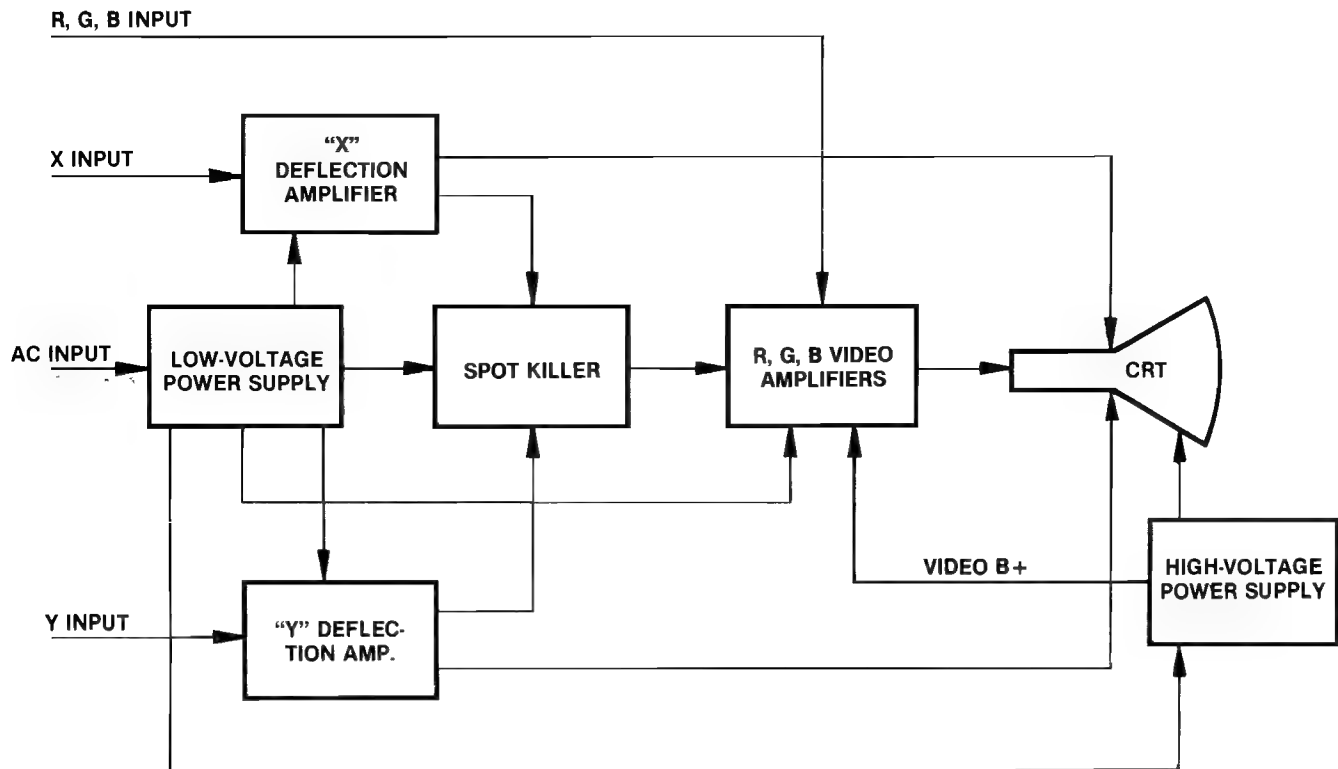 R, G, B INPUT
X INPUT
“X”
DEFLECTION
AMPLIFIER
AC INPUT
LOW-VOLTAGE
POWER SUPPLY
SPOT KILLER
R, G, B VIDEO
AMPLIFIERS
CRT
VIDEO B+
HIGH-VOLTAGE
POWER SUPPLY
Y INPUT
“Y” DEFLEC-
TION AMP.